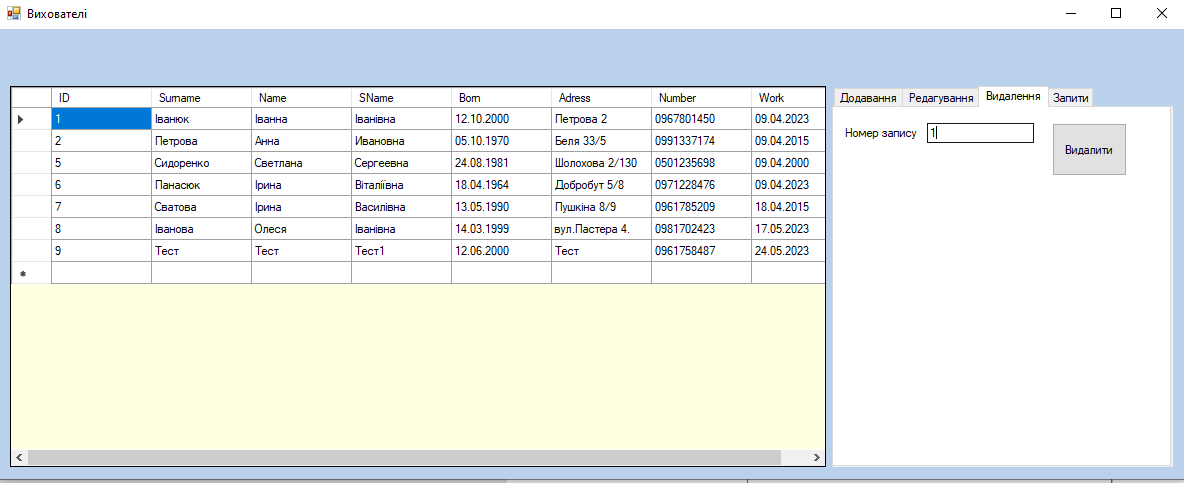 Вихователі
ID Surname Name SName Born Adress Number Work
1 Іванюк Іванна Іванівна 12.10.2000 Петрова 2 0967801450 09.04.2023
2 Петрова Анна Ивановна 05.10.1970 Беля 33/5 0991337174 09.04.2015
5 Сидоренко Светлана Сергеевна 24.08.1981 Шолохова 2/130 0501235698 09.04.2000
6 Панасюк Ірина Віталіївна 18.04.1964 Добробут 5/8 0971228476 09.04.2023
7 Сватова Ірина Василівна 13.05.1990 Пушкіна 8/9 0961785209 18.04.2015
8 Іванова Олеся Іванівна 14.03.1999 вул.Пастера 4. 0981702423 17.05.2023
9 Тест Тест Тест1 12.06.2000 Тест 0961758487 24.05.2023
Додавання Редагування Видалення Запити
Номер запису 1
Видалити